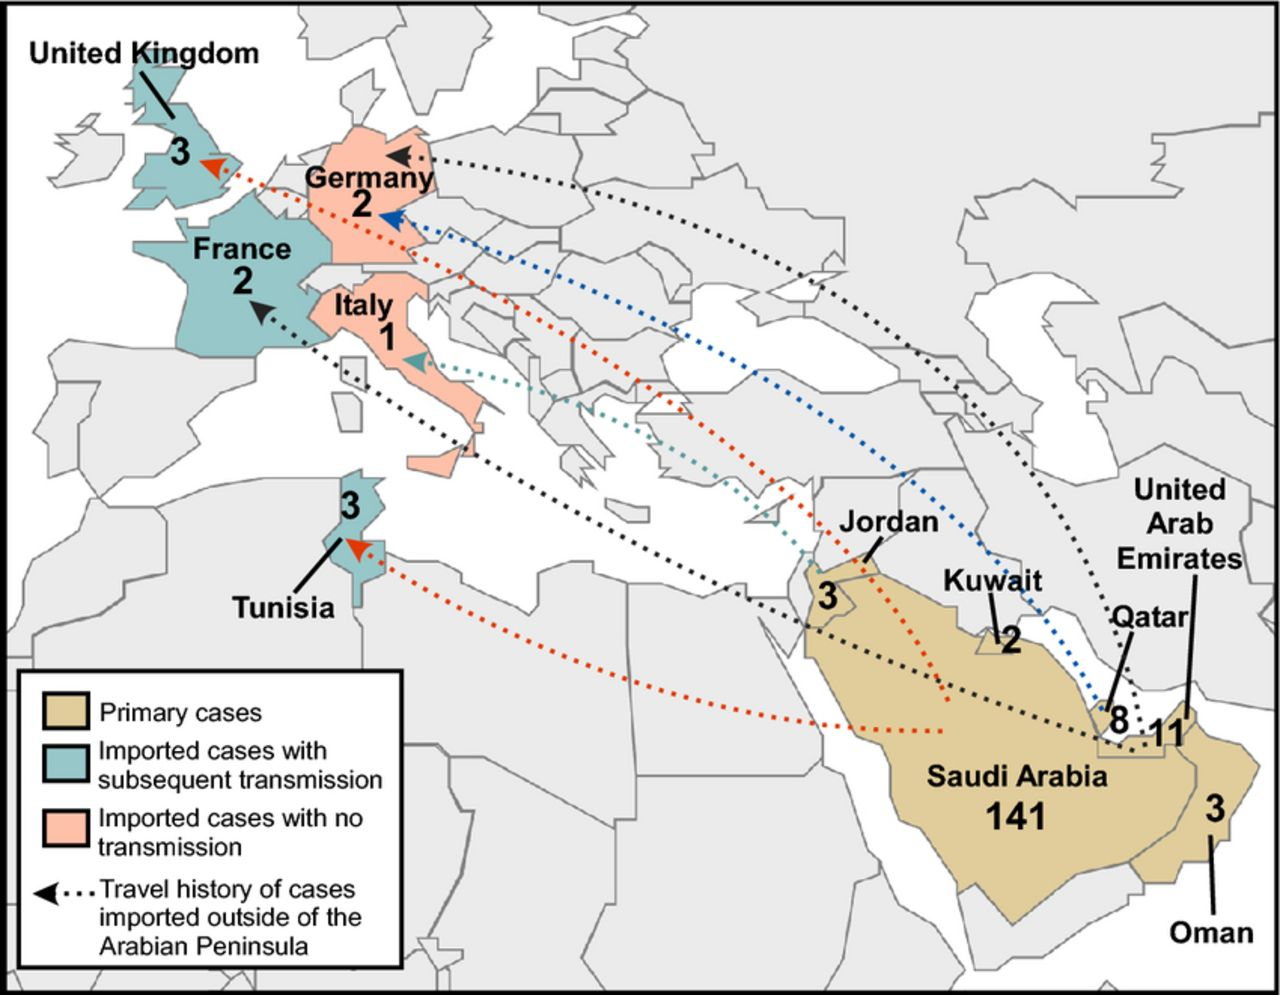 United Kingdom
3
Germany
2
France
2
Italy
1
3
Tunisia
Jordan
3
Kuwait
2
United
Arab
Emirates
Qatar
8
11
Saudi Arabia
141
3
Oman
Primary cases
Imported cases with
subsequent transmission
Imported cases with no
transmission
Travel history of cases
imported outside of the
Arabian Peninsula